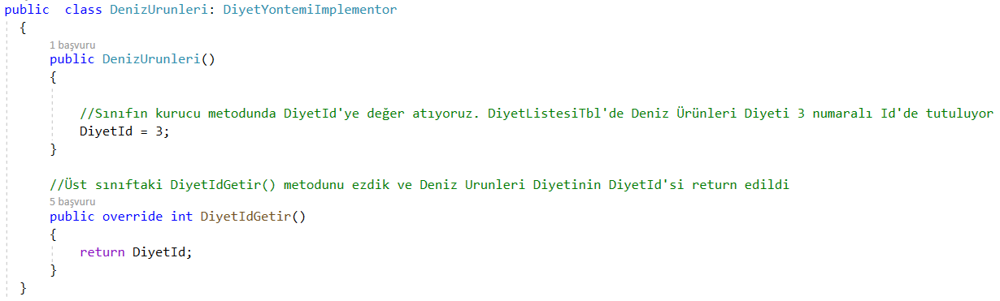 public  class DenizUrunleri: DiyetYontemiImplementor
{
1 başvuru
public DenizUrunleri()
{
//Sınıfın kurucu metodunda DiyetId'ye değer atıyoruz. DiyetListesiTbl'de Deniz Ürünleri Diyeti 3 numaralı Id'de tutuluyor
DiyetId = 3;
}
//Üst sınıftaki DiyetIdGetir() metodunu ezdik ve Deniz Urunleri Diyetinin DiyetId'si return edildi
5 başvuru
public override int DiyetIdGetir()
{
return DiyetId;
}
}